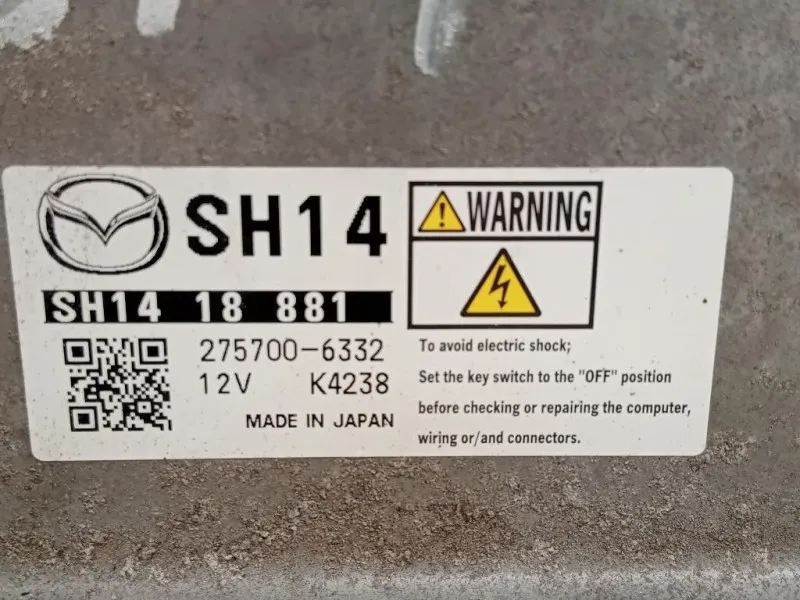 SH14
SH14 18 881
275700-6332
12V K4238
MADE IN JAPAN
WARNING
To avoid electric shock;
Set the key switch to the "OFF" position
before checking or repairing the computer,
wiring or/and connectors.